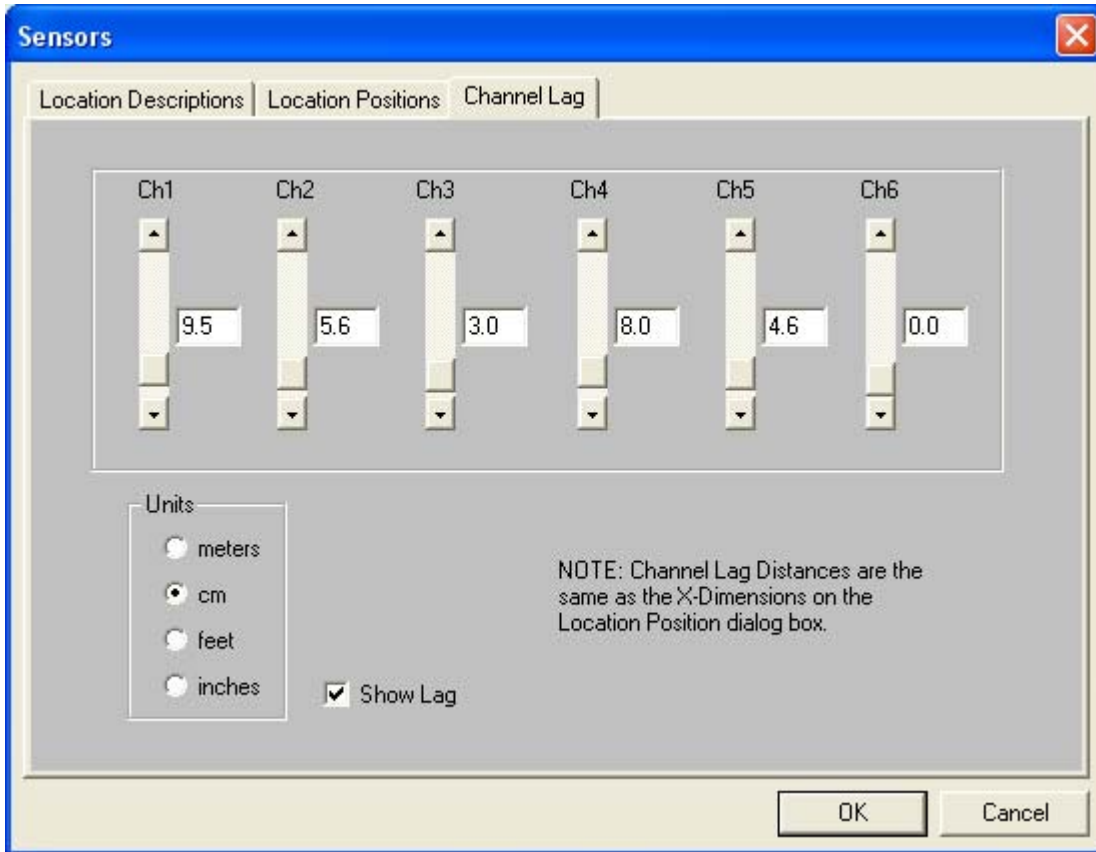 Sensors
Location Descriptions Location Positions Channel Lag
Ch1 Ch2 Ch3 Ch4 Ch5 Ch6
9.5 5.6 3.0 8.0 4.6 0.0
Units
meters
cm
feet
inches
Show Lag
NOTE: Channel Lag Distances are the
same as the X-Dimensions on the
Location Position dialog box.
OK Cancel